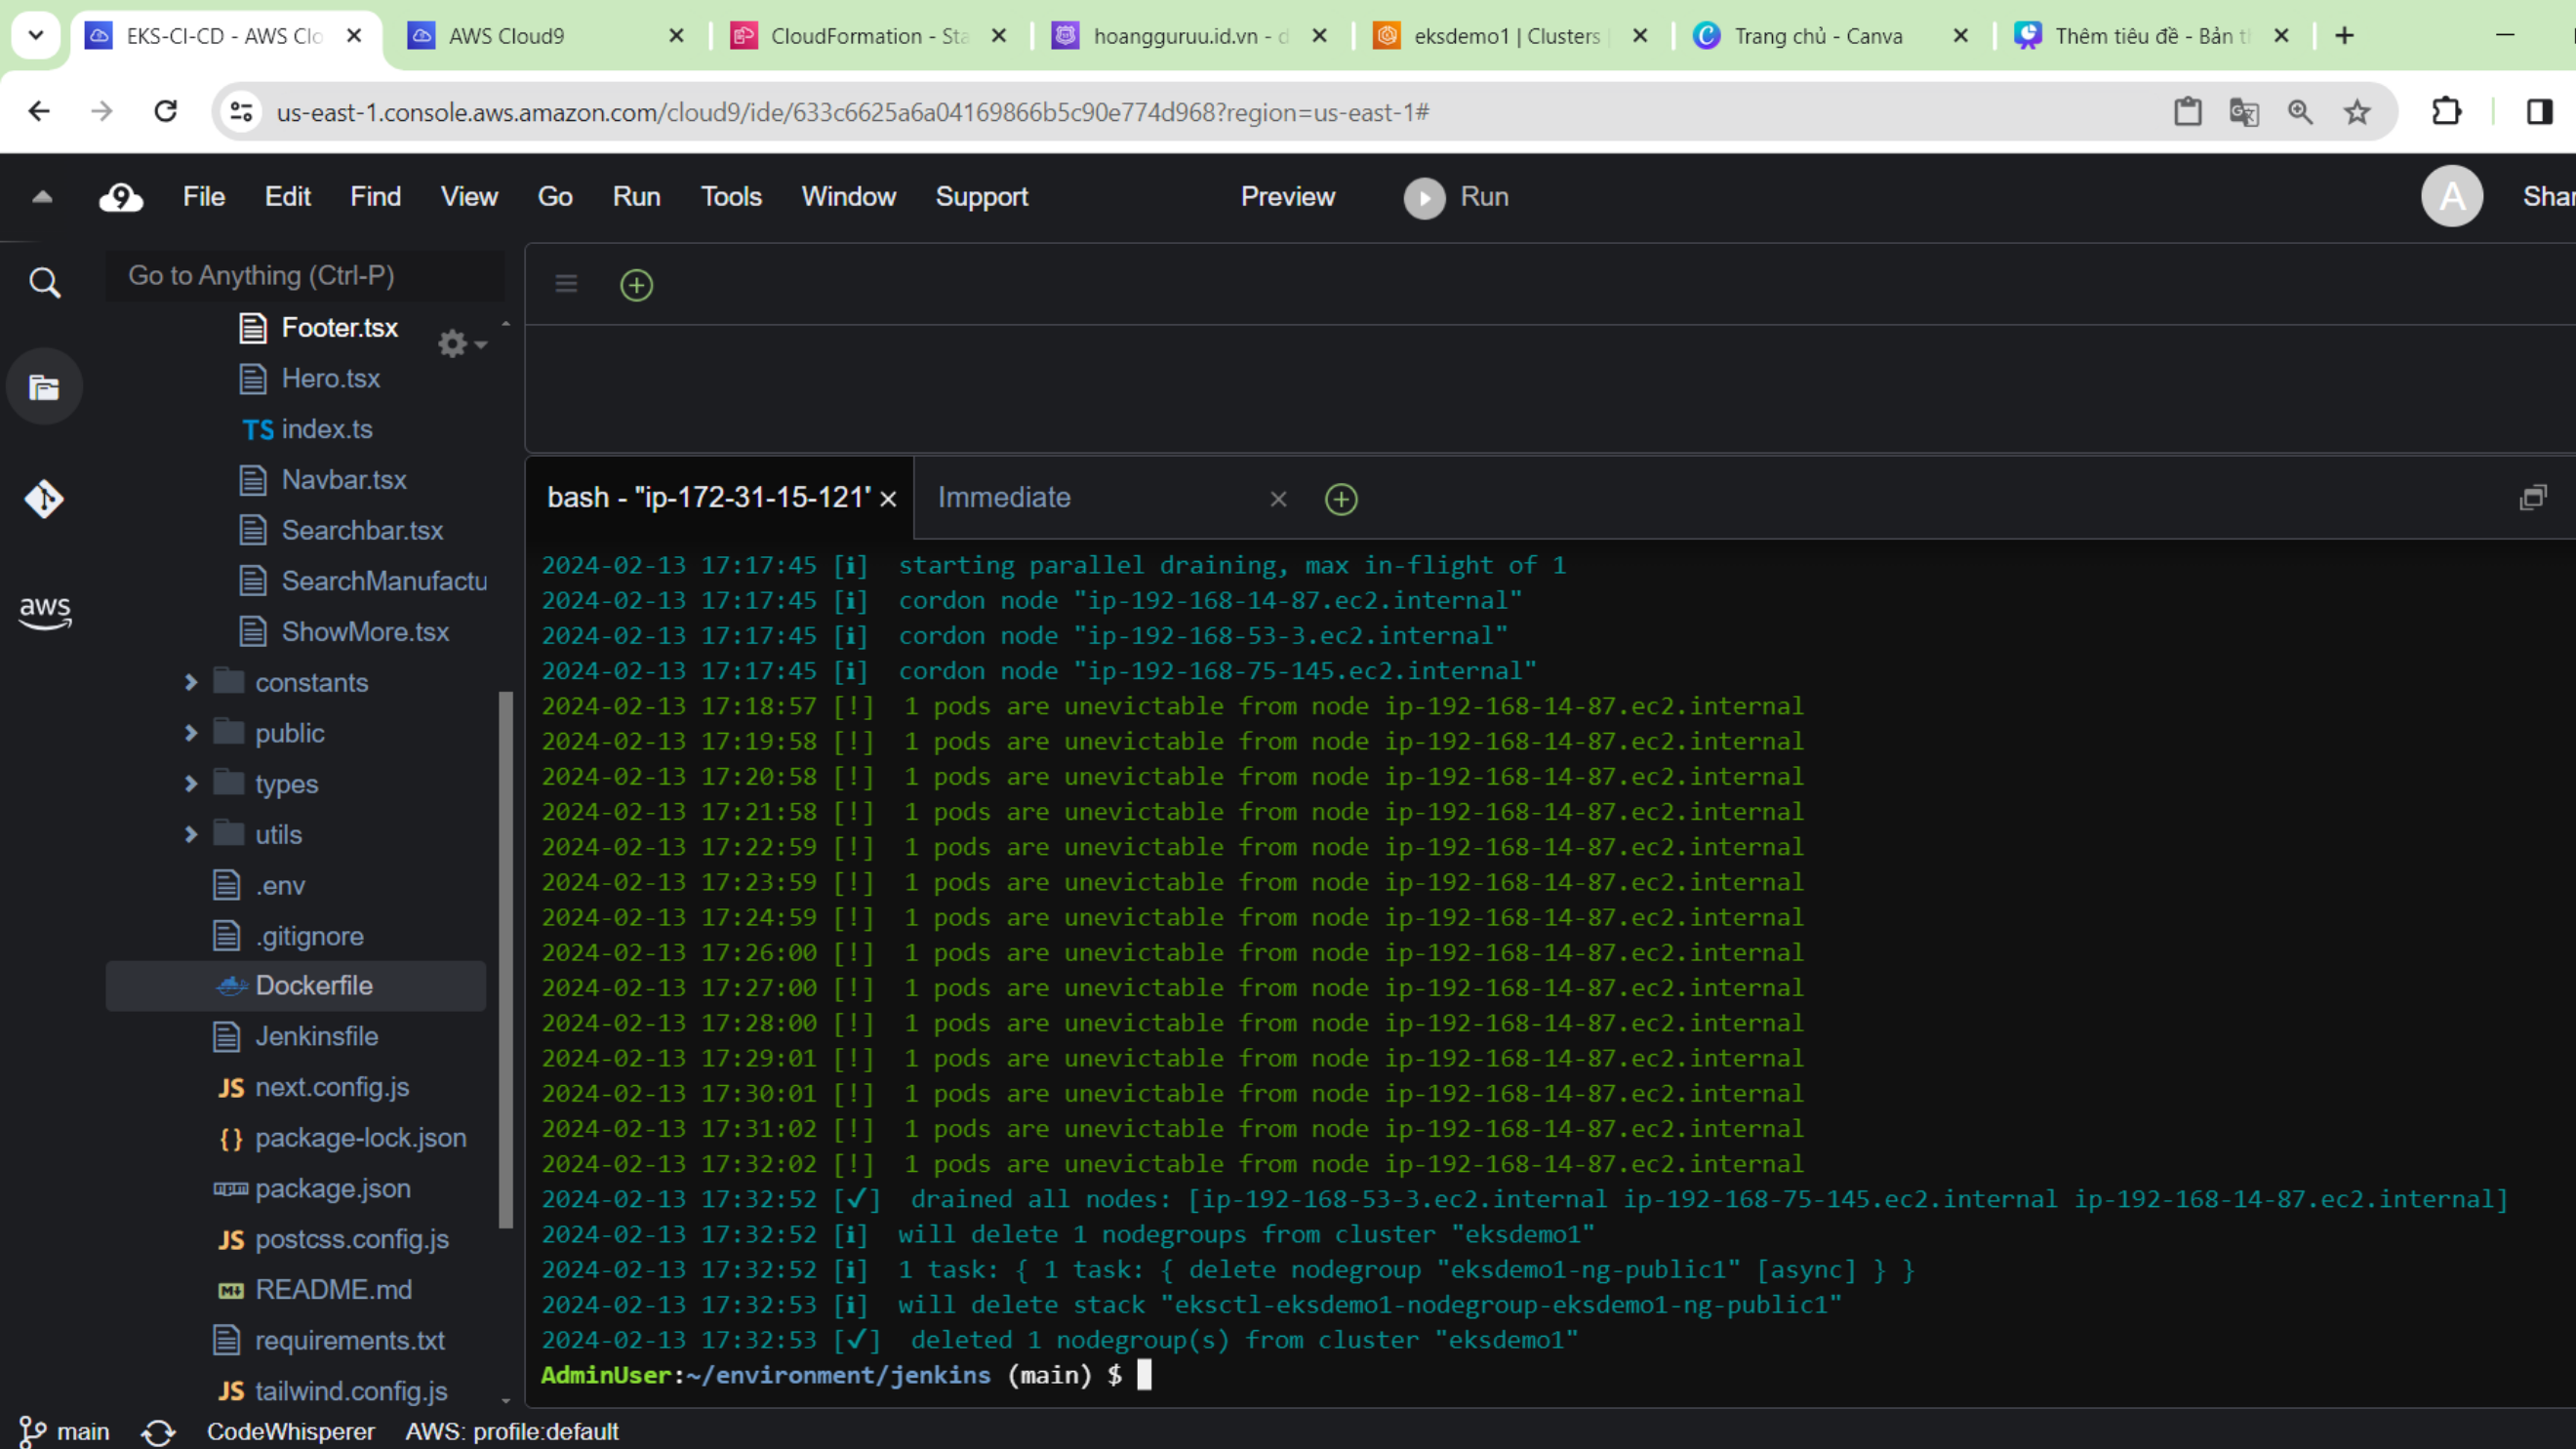 EKS-CI-CD - AWS Clo
AWS Cloud9
CloudFormation - Sta
hoangguruu.id.vn - d
eksdemo1 | Clusters
Trang chủ - Canva
Thêm tiêu đề - Bản t
us-east-1.console.aws.amazon.com/cloud9/ide/633c6625a6a04169866b5c90e774d968?region=us-east-1#
9 File Edit Find View Go Run Tools Window Support Preview Run A Shar
Go to Anything (Ctrl-P)
Footer.tsx
Hero.tsx
TS index.ts
Navbar.tsx
Searchbar.tsx
SearchManufactu
aws
ShowMore.tsx
constants
public
types
utils
.env
.gitignore
Dockerfile
Jenkinsfile
JS next.config.js
{} package-lock.json
package.json
JS postcss.config.js
README.md
requirements.txt
JS tailwind.config.js
bash - "ip-172-31-15-121" Immediate
2024-02-13 17:17:45 [ℹ] starting parallel draining, max in-flight of 1
2024-02-13 17:17:45 [ℹ] cordon node "ip-192-168-14-87.ec2.internal"
2024-02-13 17:17:45 [ℹ] cordon node "ip-192-168-53-3.ec2.internal"
2024-02-13 17:17:45 [ℹ] cordon node "ip-192-168-75-145.ec2.internal"
2024-02-13 17:18:57 [!] 1 pods are unevictable from node ip-192-168-14-87.ec2.internal
2024-02-13 17:19:58 [!] 1 pods are unevictable from node ip-192-168-14-87.ec2.internal
2024-02-13 17:20:58 [!] 1 pods are unevictable from node ip-192-168-14-87.ec2.internal
2024-02-13 17:21:58 [!] 1 pods are unevictable from node ip-192-168-14-87.ec2.internal
2024-02-13 17:22:59 [!] 1 pods are unevictable from node ip-192-168-14-87.ec2.internal
2024-02-13 17:23:59 [!] 1 pods are unevictable from node ip-192-168-14-87.ec2.internal
2024-02-13 17:24:59 [!] 1 pods are unevictable from node ip-192-168-14-87.ec2.internal
2024-02-13 17:26:00 [!] 1 pods are unevictable from node ip-192-168-14-87.ec2.internal
2024-02-13 17:27:00 [!] 1 pods are unevictable from node ip-192-168-14-87.ec2.internal
2024-02-13 17:28:00 [!] 1 pods are unevictable from node ip-192-168-14-87.ec2.internal
2024-02-13 17:29:01 [!] 1 pods are unevictable from node ip-192-168-14-87.ec2.internal
2024-02-13 17:30:01 [!] 1 pods are unevictable from node ip-192-168-14-87.ec2.internal
2024-02-13 17:31:02 [!] 1 pods are unevictable from node ip-192-168-14-87.ec2.internal
2024-02-13 17:32:02 [!] 1 pods are unevictable from node ip-192-168-14-87.ec2.internal
2024-02-13 17:32:52 [✔] drained all nodes: [ip-192-168-53-3.ec2.internal ip-192-168-75-145.ec2.internal ip-192-168-14-87.ec2.internal]
2024-02-13 17:32:52 [ℹ] will delete 1 nodegroups from cluster "eksdemo1"
2024-02-13 17:32:52 [ℹ] 1 task: { 1 task: { delete nodegroup "eksdemo1-ng-public1" [async] } }
2024-02-13 17:32:53 [ℹ] will delete stack "eksctl-eksdemo1-nodegroup-eksdemo1-ng-public1"
2024-02-13 17:32:53 [✔] deleted 1 nodegroup(s) from cluster "eksdemo1"
AdminUser:~/environment/jenkins (main) $
main CodeWhisperer AWS: profile:default